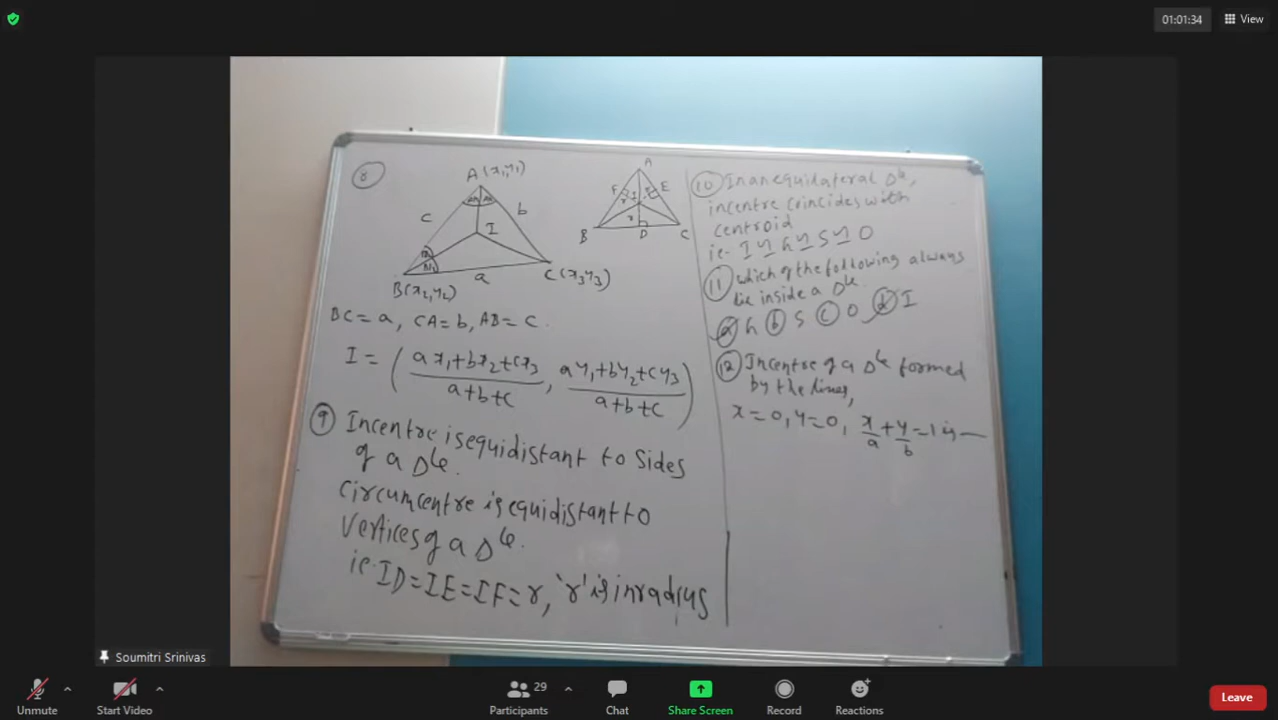 01:01:34 View
8
A(x₁,y₁)
c b
I
B(x₂,y₂) a C(x₃,y₃)
A
F E
r r
I
r
B D C
BC=a, CA=b, AB=c.
I = ( ax₁+bx₂+cx₃ / a+b+c , ay₁+by₂+cy₃ / a+b+c )
9 Incentre is equidistant to sides
of a Δle.
Circumcentre is equidistant to
vertices of a Δle.
ie. ID=IE=IF=r, 'r' is inradius
10 In an equilateral Δle,
incentre coincides with
centroid
ie. I ≌ G ≌ S ≌ O
11 which of the following always
lie inside a Δle.
a G b S c O d I
12 Incentre of a Δle formed
by the lines,
x=0, y=0, x/a + y/b = 1 is —
Soumitri Srinivas
Unmute Start Video 29 Participants Chat Share Screen Record Reactions Leave